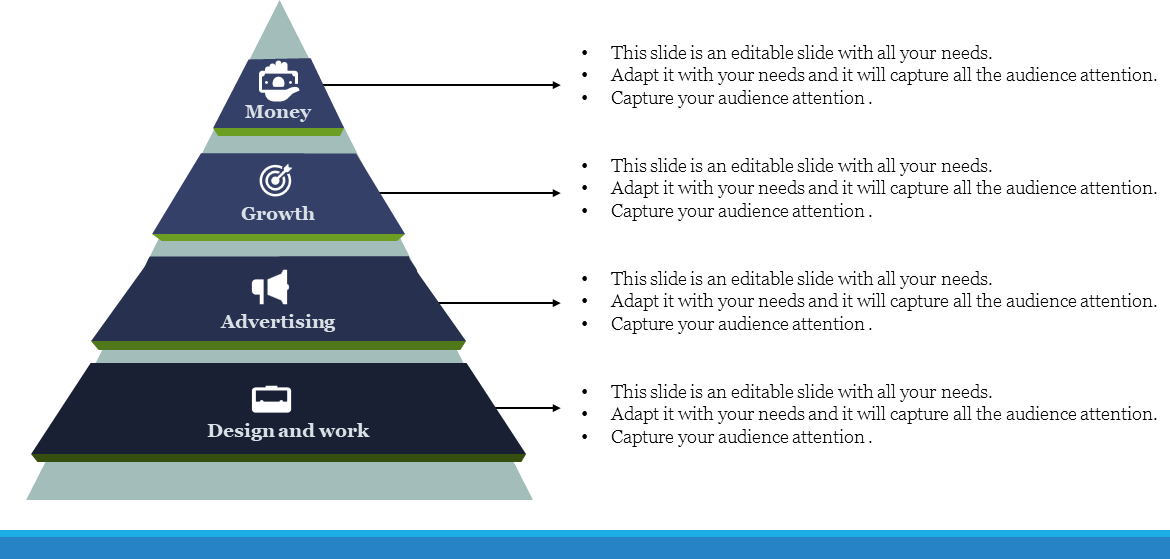 Money
• This slide is an editable slide with all your needs.
• Adapt it with your needs and it will capture all the audience attention.
• Capture your audience attention .
Growth
• This slide is an editable slide with all your needs.
• Adapt it with your needs and it will capture all the audience attention.
• Capture your audience attention .
Advertising
• This slide is an editable slide with all your needs.
• Adapt it with your needs and it will capture all the audience attention.
• Capture your audience attention .
Design and work
• This slide is an editable slide with all your needs.
• Adapt it with your needs and it will capture all the audience attention.
• Capture your audience attention .